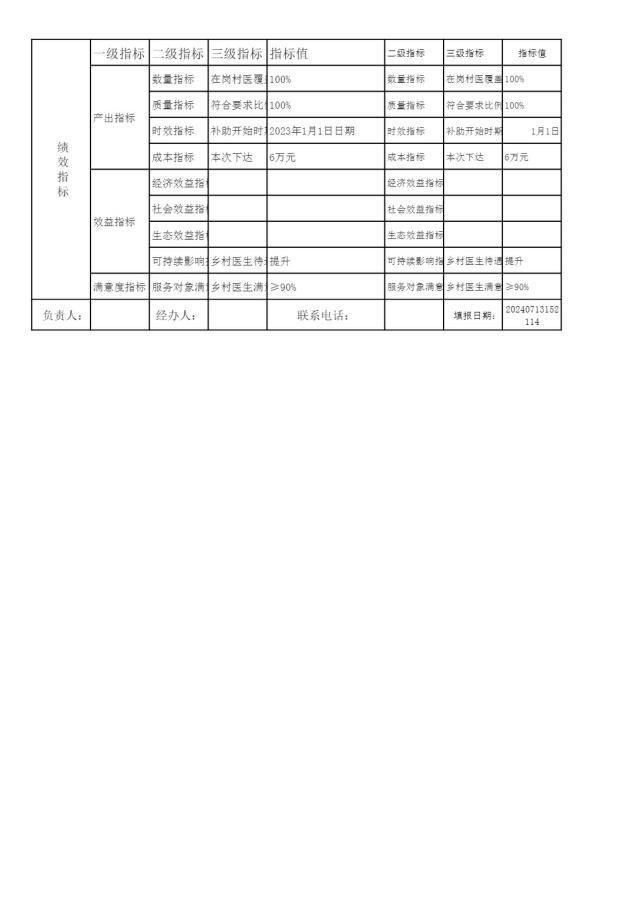 一级指标 二级指标 三级指标 指标值 二级指标 三级指标 指标值
绩效指标
产出指标
数量指标 在岗村医覆 100% 数量指标 在岗村医覆盖 100%
质量指标 符合要求比 100% 质量指标 符合要求比例 100%
时效指标 补助开始时 2023年1月1日日期 时效指标 补助开始时期 1月1日
成本指标 本次下达 6万元 成本指标 本次下达 6万元
效益指标
经济效益指 经济效益指标
社会效益指 社会效益指标
生态效益指 生态效益指标
可持续影响 乡村医生待 提升 可持续影响指 乡村医生待遇 提升
满意度指标 服务对象满 乡村医生满 ≥90% 服务对象满意 乡村医生满意 ≥90%
负责人： 经办人： 联系电话： 填报日期： 20240713152
114